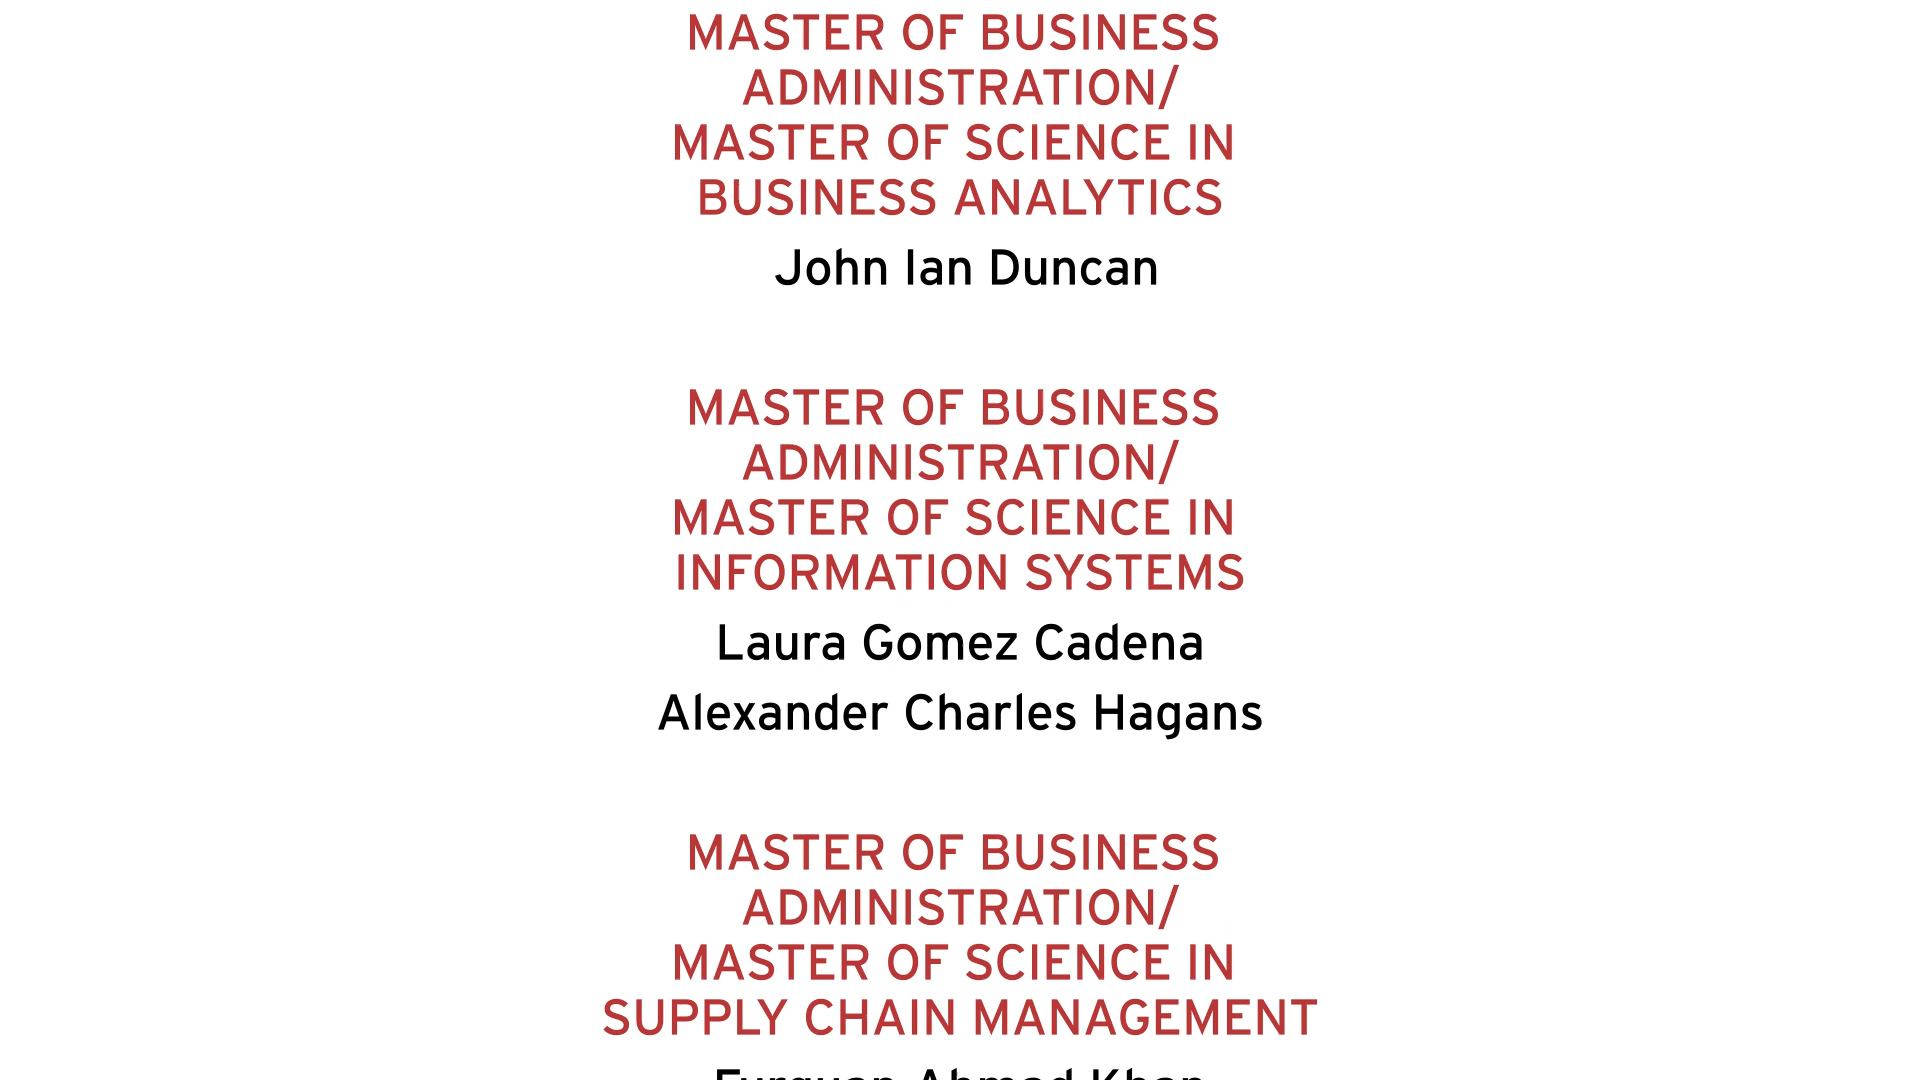 MASTER OF BUSINESS
ADMINISTRATION/
MASTER OF SCIENCE IN
BUSINESS ANALYTICS
John Ian Duncan
MASTER OF BUSINESS
ADMINISTRATION/
MASTER OF SCIENCE IN
INFORMATION SYSTEMS
Laura Gomez Cadena
Alexander Charles Hagans
MASTER OF BUSINESS
ADMINISTRATION/
MASTER OF SCIENCE IN
SUPPLY CHAIN MANAGEMENT
Ahmad Khan